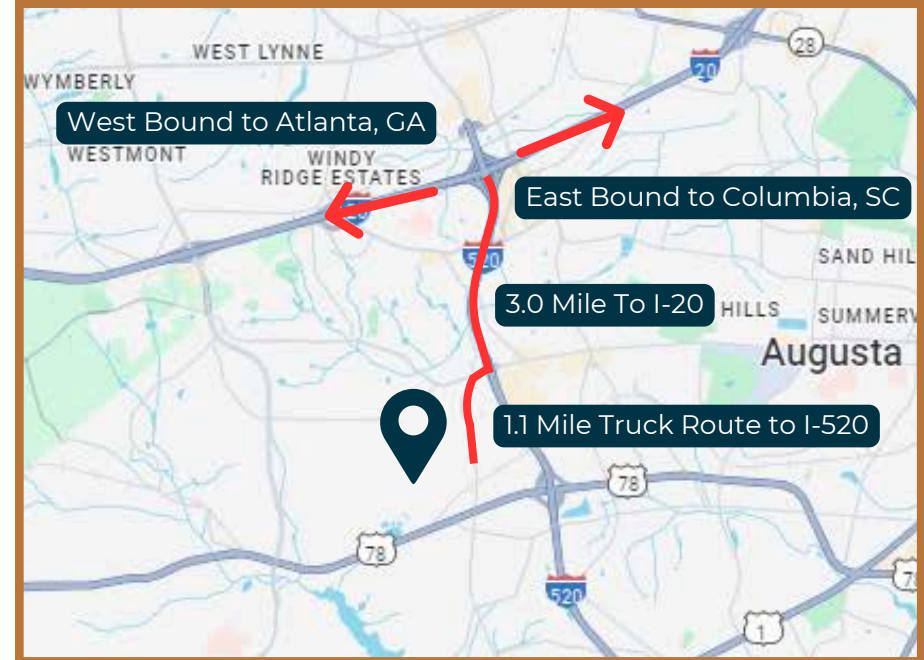 28
WEST LYNNE
20
WYMBERLY
West Bound to Atlanta, GA
WESTMONT
WINDY
RIDGE ESTATES
East Bound to Columbia, SC
20
520
SAND HIL
3.0 Mile To I-20
HILLS
SUMMERV
Augusta
1.1 Mile Truck Route to I-520
78
78
520
1